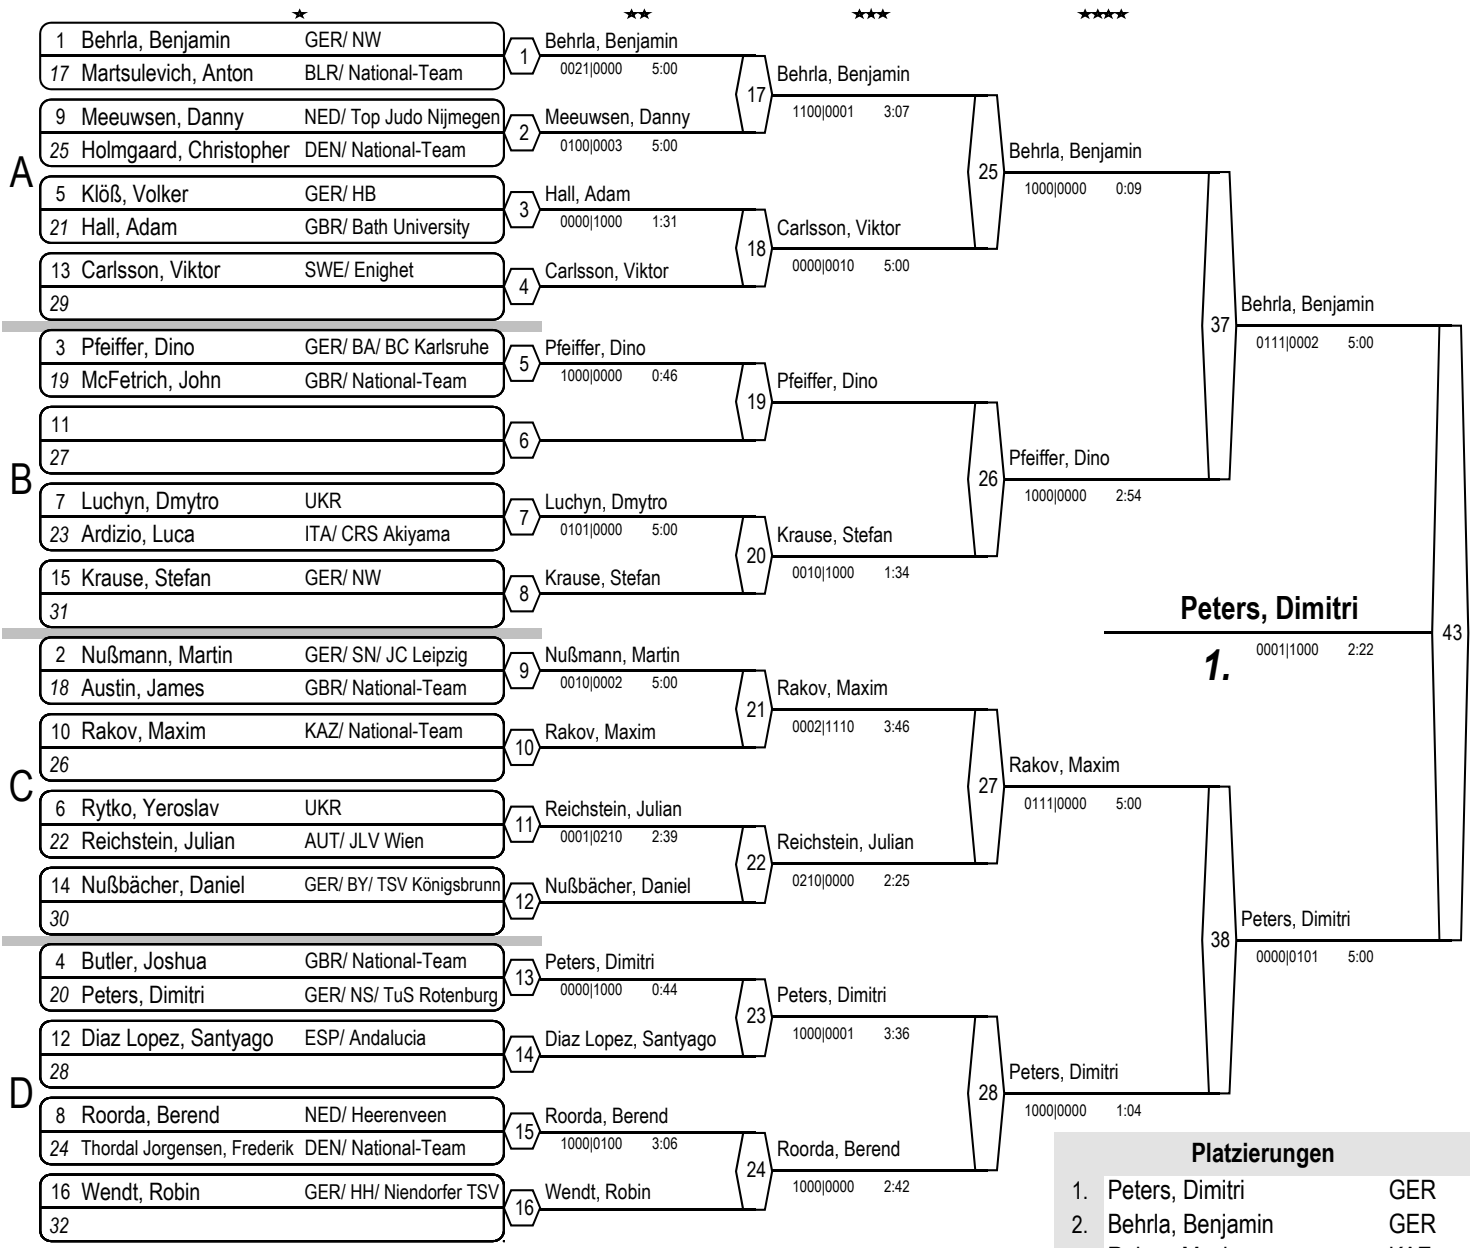 ★ ★★ ★★★ ★★★★
A
1 Behrla, Benjamin GER/ NW
17 Martsulevich, Anton BLR/ National-Team
9 Meeuwsen, Danny NED/ Top Judo Nijmegen
25 Holmgaard, Christopher DEN/ National-Team
5 Klöß, Volker GER/ HB
21 Hall, Adam GBR/ Bath University
13 Carlsson, Viktor SWE/ Enighet
29
B
3 Pfeiffer, Dino GER/ BA/ BC Karlsruhe
19 McFetrich, John GBR/ National-Team
11
27
7 Luchyn, Dmytro UKR
23 Ardizio, Luca ITA/ CRS Akiyama
15 Krause, Stefan GER/ NW
31
C
2 Nußmann, Martin GER/ SN/ JC Leipzig
18 Austin, James GBR/ National-Team
10 Rakov, Maxim KAZ/ National-Team
26
6 Rytko, Yeroslav UKR
22 Reichstein, Julian AUT/ JLV Wien
14 Nußbächer, Daniel GER/ BY/ TSV Königsbrunn
30
D
4 Butler, Joshua GBR/ National-Team
20 Peters, Dimitri GER/ NS/ TuS Rotenburg
12 Diaz Lopez, Santyago ESP/ Andalucia
28
8 Roorda, Berend NED/ Heerenveen
24 Thordal Jorgensen, Frederik DEN/ National-Team
16 Wendt, Robin GER/ HH/ Niendorfer TSV
32
1 Behrla, Benjamin
0021|0000 5:00
2 Meeuwsen, Danny
0100|0003 5:00
3 Hall, Adam
0000|1000 1:31
4 Carlsson, Viktor
5 Pfeiffer, Dino
1000|0000 0:46
6
7 Luchyn, Dmytro
0101|0000 5:00
8 Krause, Stefan
9 Nußmann, Martin
0010|0002 5:00
10 Rakov, Maxim
11 Reichstein, Julian
0001|0210 2:39
12 Nußbächer, Daniel
13 Peters, Dimitri
0000|1000 0:44
14 Diaz Lopez, Santyago
15 Roorda, Berend
1000|0100 3:06
16 Wendt, Robin
17 Behrla, Benjamin
1100|0001 3:07
18 Carlsson, Viktor
0000|0010 5:00
19 Pfeiffer, Dino
20 Krause, Stefan
0010|1000 1:34
21 Rakov, Maxim
0002|1110 3:46
22 Reichstein, Julian
0210|0000 2:25
23 Peters, Dimitri
1000|0001 3:36
24 Roorda, Berend
1000|0000 2:42
25 Behrla, Benjamin
1000|0000 0:09
26 Pfeiffer, Dino
1000|0000 2:54
27 Rakov, Maxim
0111|0000 5:00
28 Peters, Dimitri
1000|0000 1:04
37 Behrla, Benjamin
0111|0002 5:00
38 Peters, Dimitri
0000|0101 5:00
43 Peters, Dimitri
1. 0001|1000 2:22
Platzierungen
1. Peters, Dimitri GER
2. Behrla, Benjamin GER